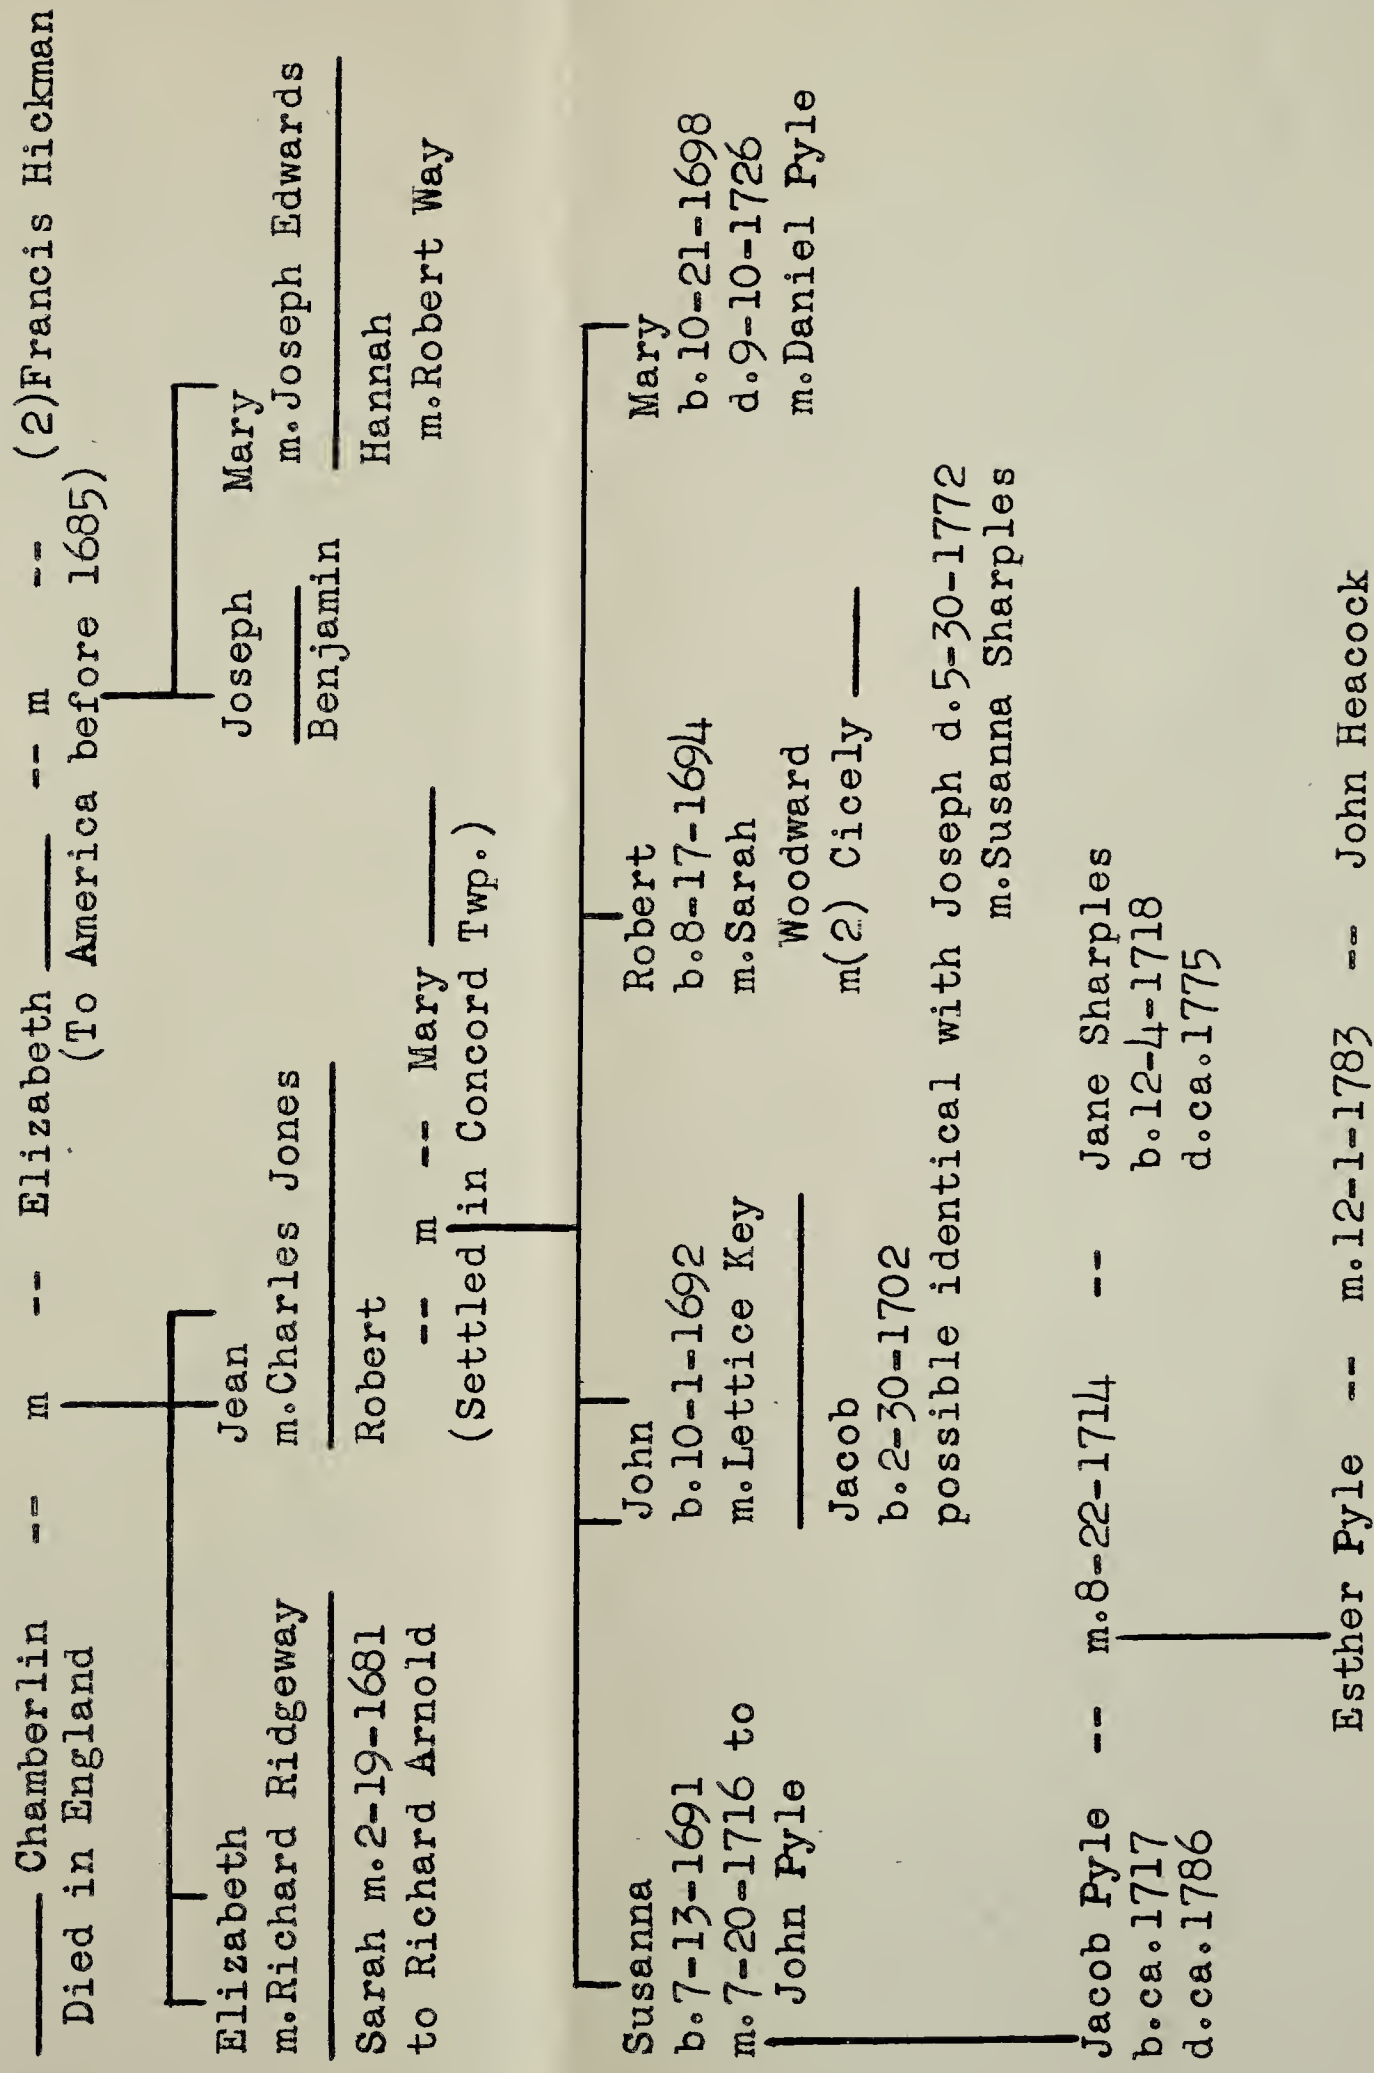 —— Chamberlin -- m -- Elizabeth —— -- m -- (2)Francis Hickman
Died in England
(To America before 1685)
Elizabeth
m.Richard Ridgeway
Sarah m.2-19-1681
to Richard Arnold
Jean
m.Charles Jones
Robert
-- m -- Mary ——
(Settled in Concord Twp.)
Joseph
Benjamin
Mary
m.Joseph Edwards
Hannah
m.Robert Way
Susanna
b.7-13-1691
m.7-20-1716 to
John Pyle
John
b.10-1-1692
m.Lettice Key
Jacob
b.2-30-1702
possible identical with Joseph d.5-30-1772
m.Susanna Sharples
Robert
b.8-17-1694
m.Sarah
Woodward
m(2) Cicely ——
Mary
b.10-21-1698
d.9-10-1726
m.Daniel Pyle
Jacob Pyle -- m.8-22-1714 -- Jane Sharples
b.ca.1717
d.ca.1786
b.12-4-1718
d.ca.1775
Esther Pyle -- m.12-1-1783 -- John Heacock